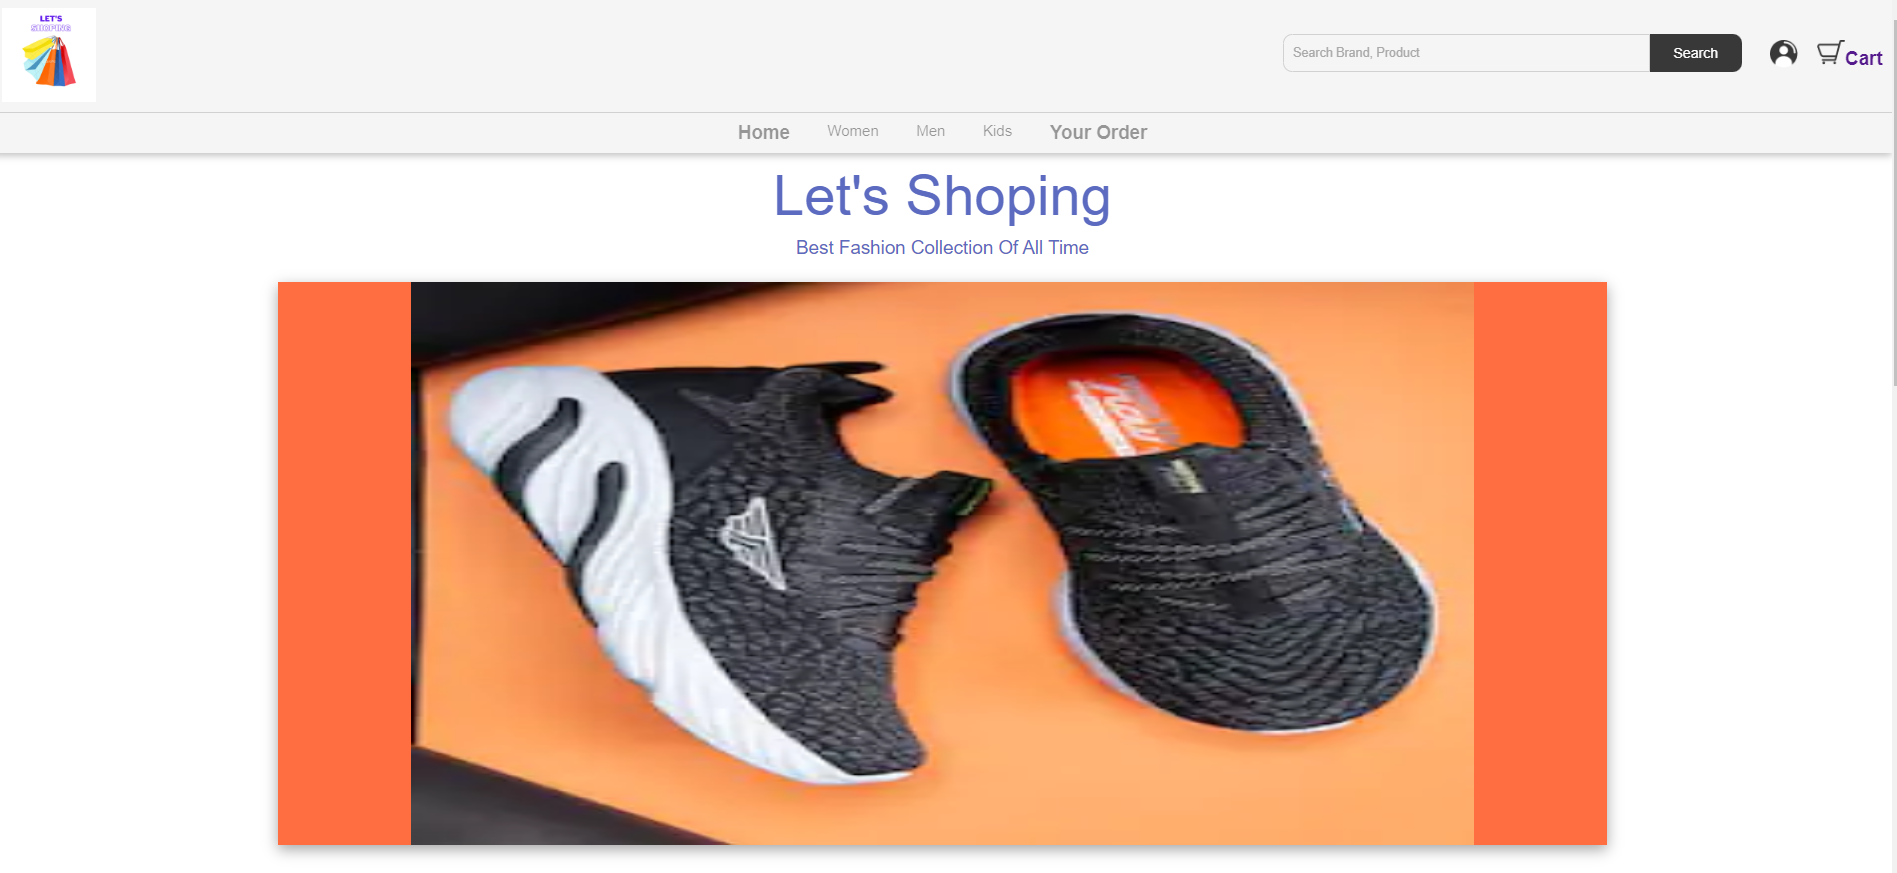 LET'S
SHOPING
Search Brand, Product
Search
Cart
Home
Women
Men
Kids
Your Order
Let's Shoping
Best Fashion Collection Of All Time